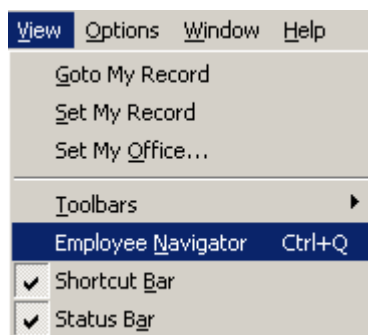 View Options Window Help
Goto My Record
Set My Record
Set My Office...
Toolbars
Employee Navigator Ctrl+Q
Shortcut Bar
Status Bar